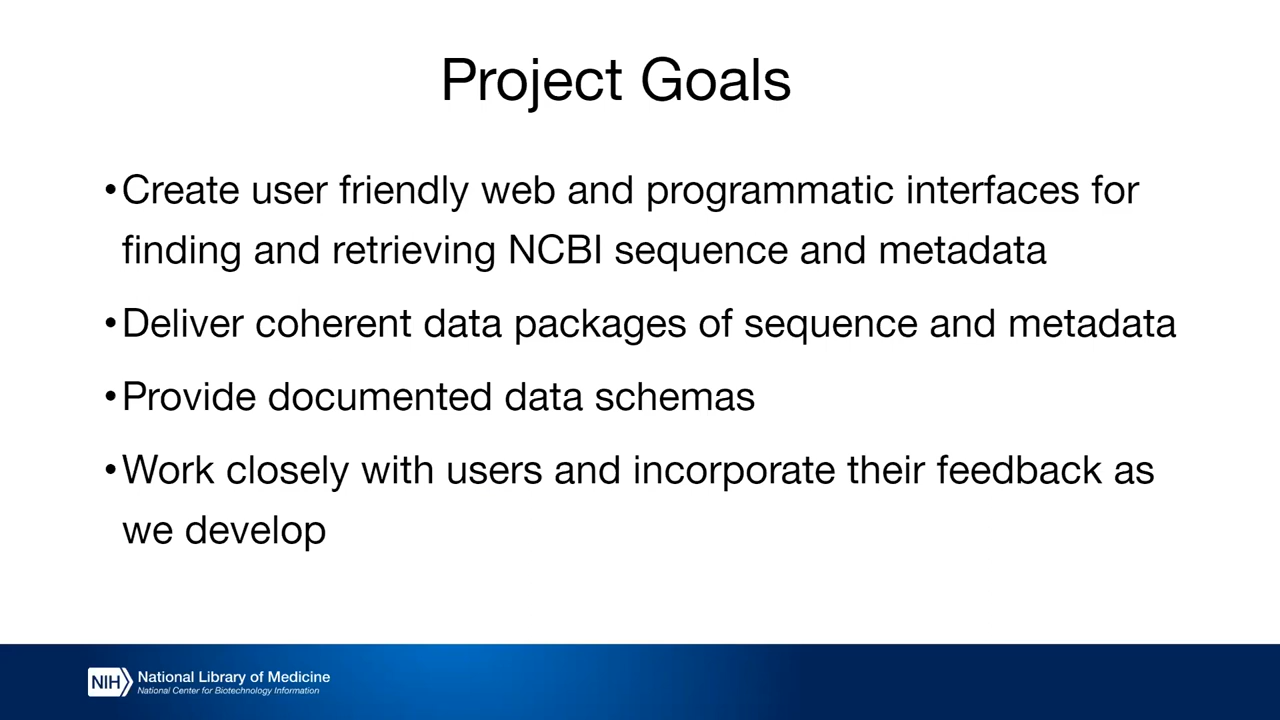 Project Goals
•Create user friendly web and programmatic interfaces for
finding and retrieving NCBI sequence and metadata
•Deliver coherent data packages of sequence and metadata
•Provide documented data schemas
•Work closely with users and incorporate their feedback as
we develop
NIH National Library of Medicine
National Center for Biotechnology Information